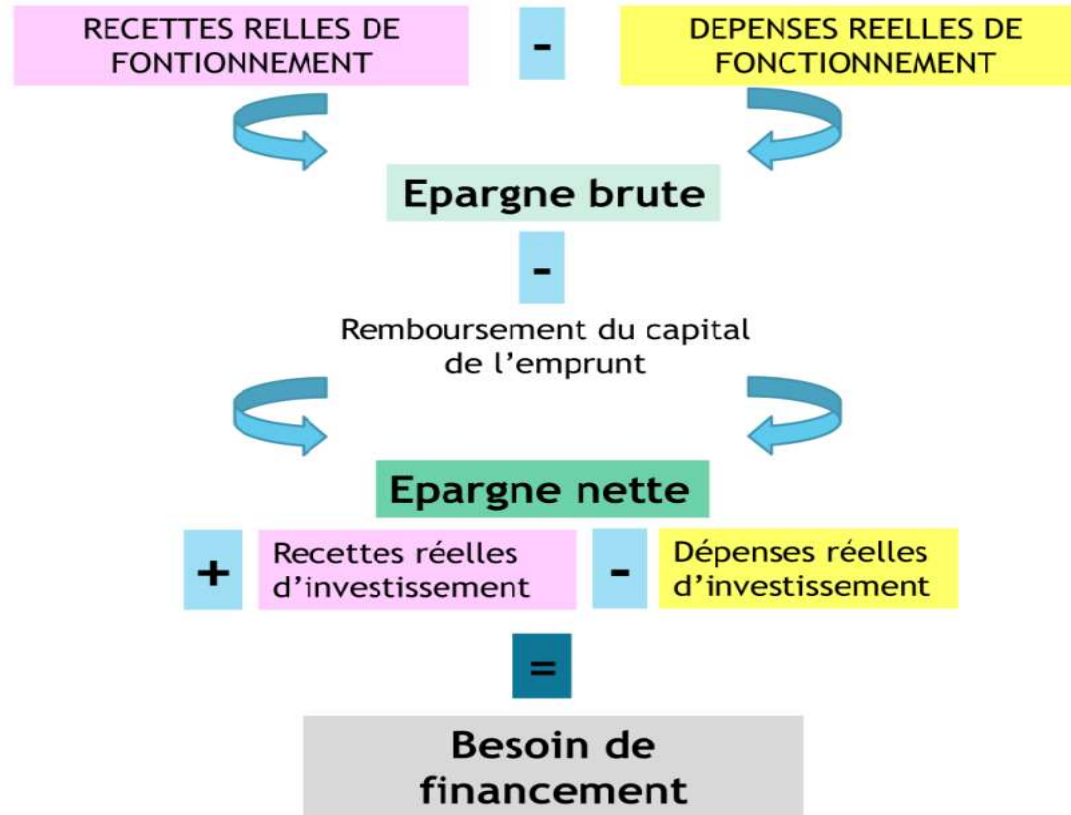 RECETTES RELLES DE
FONTIONNEMENT
-
DEPENSES REELLES DE
FONCTIONNEMENT
Epargne brute
-
Remboursement du capital
de l'emprunt
Epargne nette
+
Recettes réelles
d'investissement
-
Dépenses réelles
d'investissement
=
Besoin de
financement